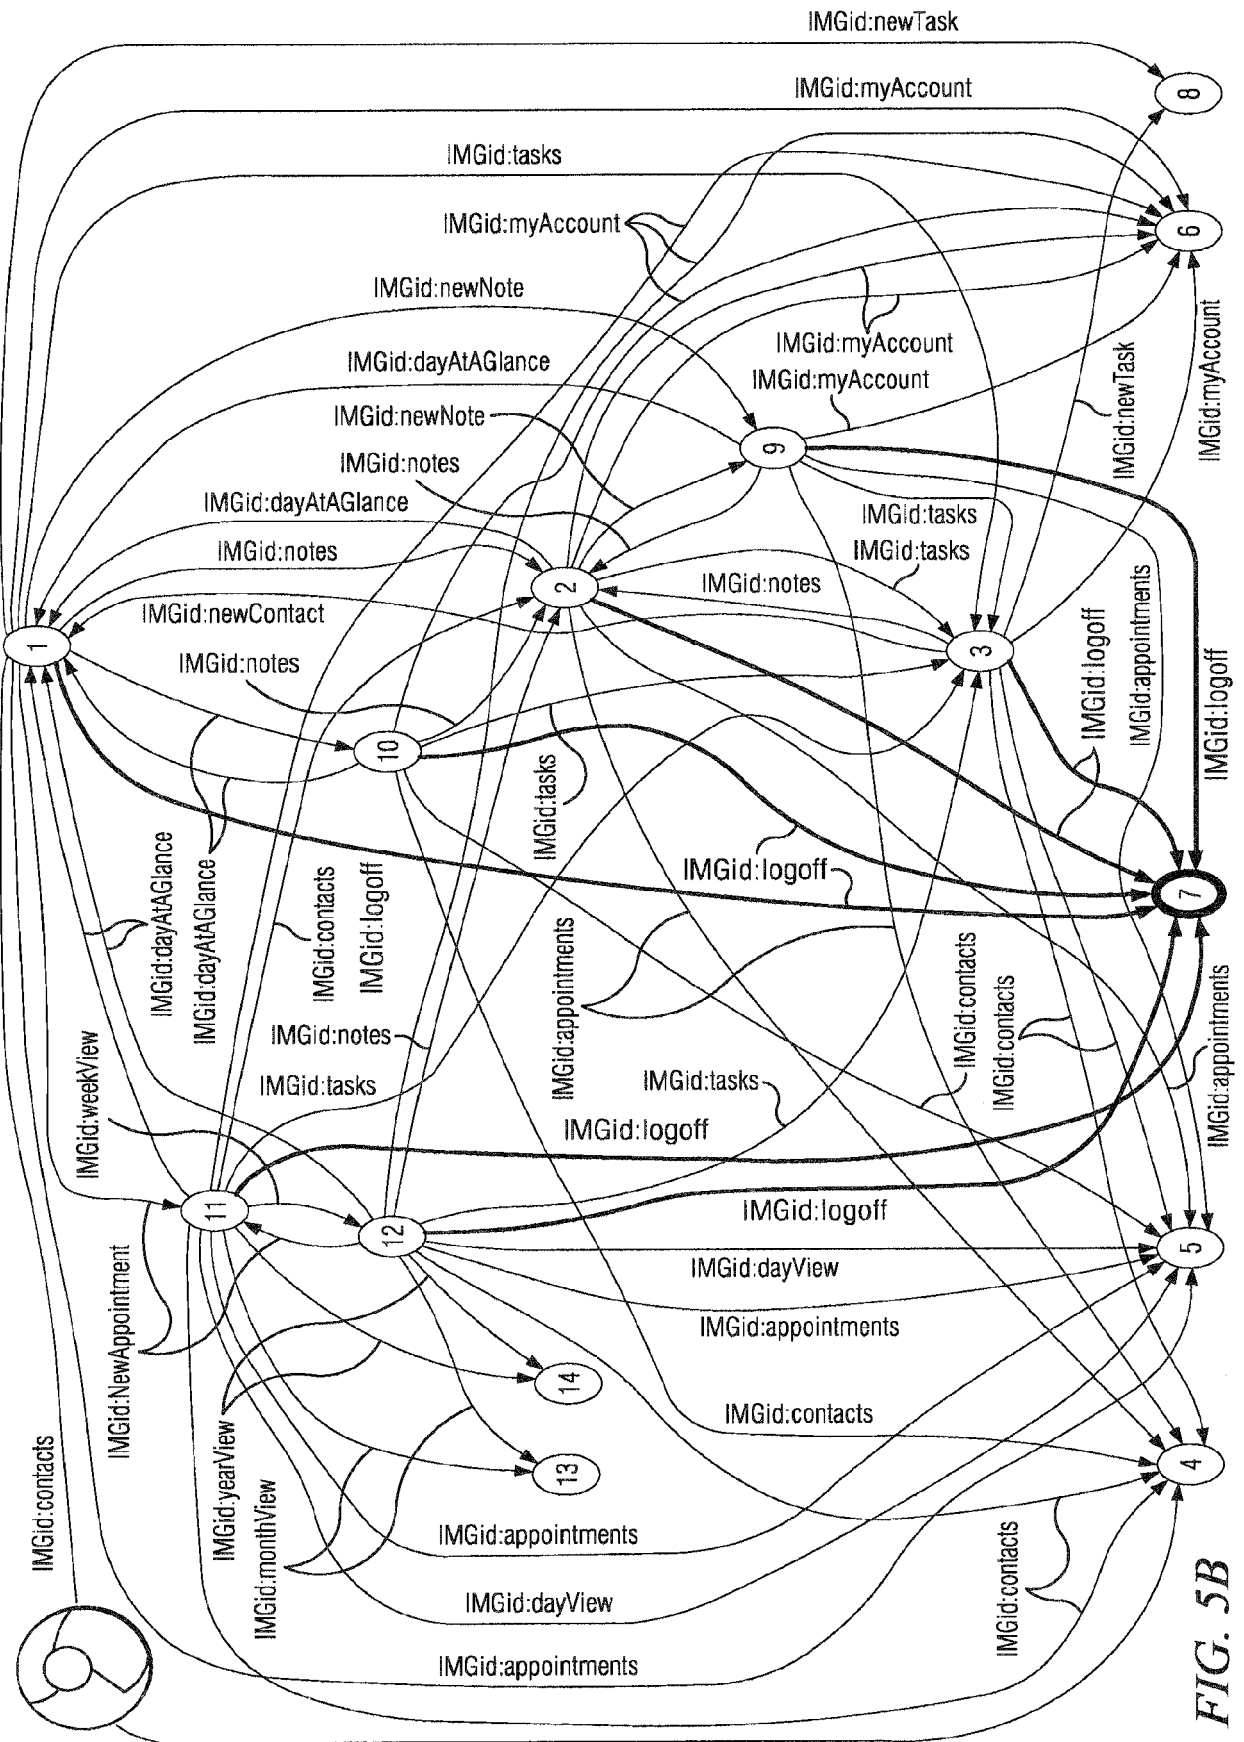 IMGid:newTask
IMGid:myAccount
8
IMGid:tasks
IMGid:myAccount
6
IMGid:newNote
IMGid:myAccount
IMGid:dayAtAGlance
IMGid:myAccount
IMGid:newTask
IMGid:myAccount
IMGid:newNote
9
IMGid:notes
IMGid:dayAtAGlance
IMGid:tasks
IMGid:notes
IMGid:tasks
2
IMGid:notes
IMGid:newContact
1
3
IMGid:notes
IMGid:logoff
IMGid:appointments
IMGid:logoff
10
IMGid:tasks
IMGid:logoff
7
IMGid:dayAtAGlance
IMGid:dayAtAGlance
IMGid:contacts
IMGid:logoff
IMGid:appointments
IMGid:contacts
IMGid:contacts
IMGid:appointments
IMGid:notes
IMGid:weekView
IMGid:tasks
IMGid:tasks
IMGid:logoff
11
12
IMGid:logoff
5
IMGid:dayView
IMGid:NewAppointment
IMGid:appointments
14
IMGid:contacts
13
4
IMGid:contacts
IMGid:yearView
IMGid:monthView
IMGid:appointments
IMGid:contacts
IMGid:dayView
IMGid:appointments
FIG. 5B